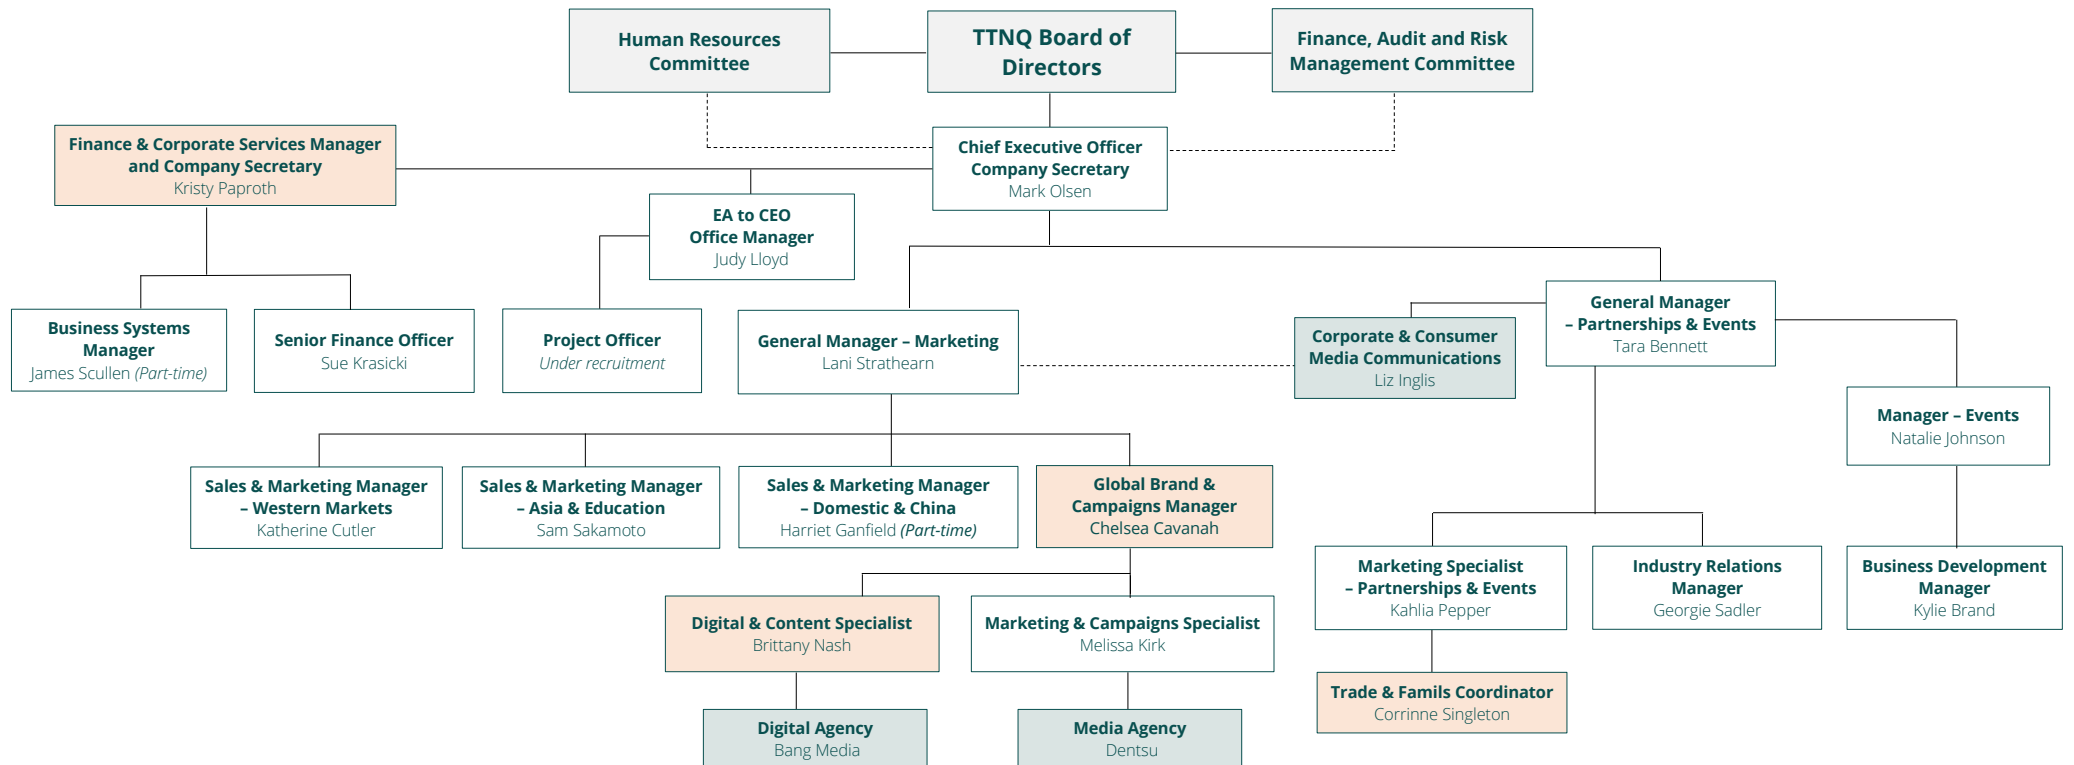 Human Resources
Committee
TTNQ Board of
Directors
Finance, Audit and Risk
Management Committee
Finance & Corporate Services Manager
and Company Secretary
Kristy Paproth
Chief Executive Officer
Company Secretary
Mark Olsen
EA to CEO
Office Manager
Judy Lloyd
Business Systems
Manager
James Scullen (Part-time)
Senior Finance Officer
Sue Krasicki
Project Officer
Under recruitment
General Manager – Marketing
Lani Strathearn
Corporate & Consumer
Media Communications
Liz Inglis
General Manager
– Partnerships & Events
Tara Bennett
Manager – Events
Natalie Johnson
Sales & Marketing Manager
– Western Markets
Katherine Cutler
Sales & Marketing Manager
– Asia & Education
Sam Sakamoto
Sales & Marketing Manager
– Domestic & China
Harriet Ganfield (Part-time)
Global Brand &
Campaigns Manager
Chelsea Cavanah
Marketing Specialist
– Partnerships & Events
Kahlia Pepper
Industry Relations
Manager
Georgie Sadler
Business Development
Manager
Kylie Brand
Digital & Content Specialist
Brittany Nash
Marketing & Campaigns Specialist
Melissa Kirk
Trade & Famils Coordinator
Corrinne Singleton
Digital Agency
Bang Media
Media Agency
Dentsu